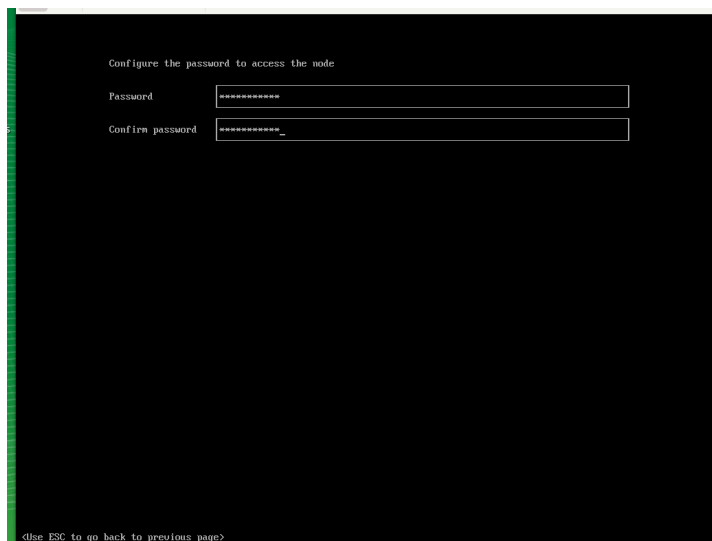 Configure the password to access the node
Password ***********
Confirm password ***********_
<Use ESC to go back to previous page>